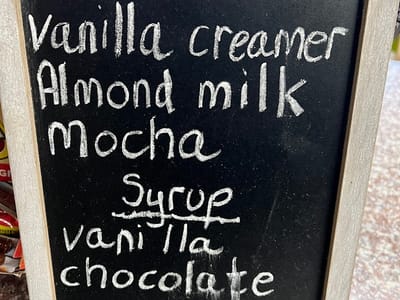 Vanilla creamer
Almond milk
Mocha
Syrup
vanilla
chocolate